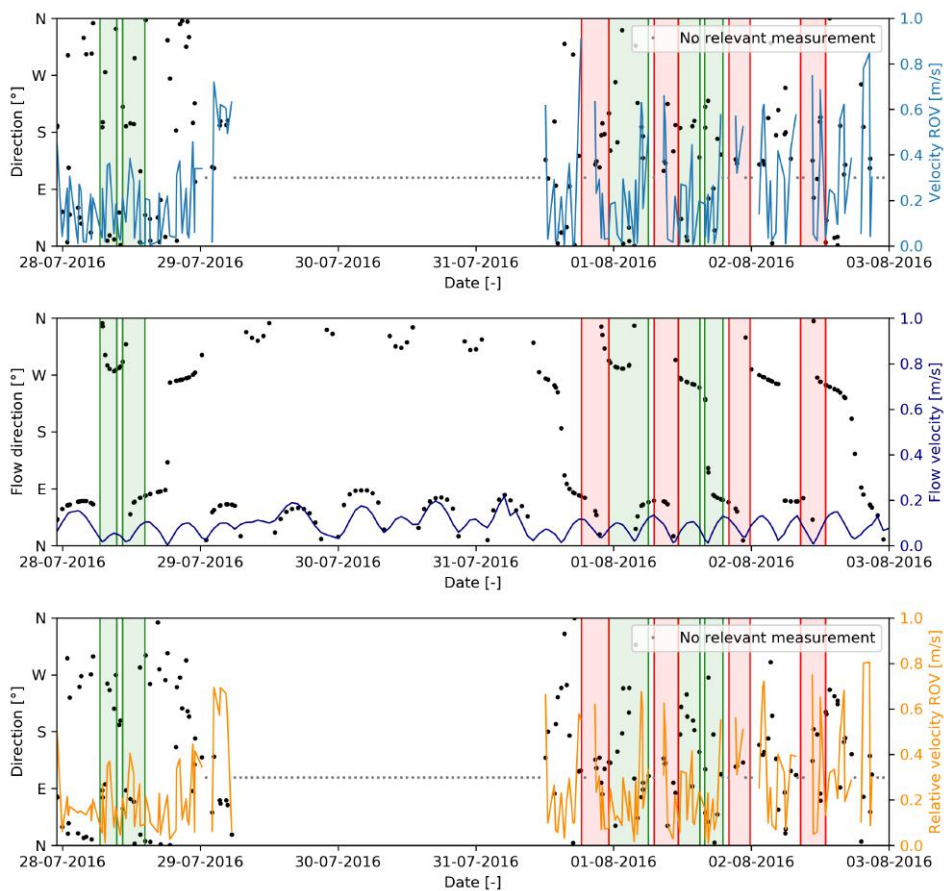 N
W
S
E
N
Direction [°]
1.0
0.8
0.6
0.4
0.2
0.0
Velocity ROV [m/s]
No relevant measurement
28-07-2016 29-07-2016 30-07-2016 31-07-2016 01-08-2016 02-08-2016 03-08-2016
Date [-]
N
W
S
E
N
Flow direction [°]
1.0
0.8
0.6
0.4
0.2
0.0
Flow velocity [m/s]
28-07-2016 29-07-2016 30-07-2016 31-07-2016 01-08-2016 02-08-2016 03-08-2016
Date [-]
N
W
S
E
N
Direction [°]
1.0
0.8
0.6
0.4
0.2
0.0
Relative velocity ROV [m/s]
No relevant measurement
28-07-2016 29-07-2016 30-07-2016 31-07-2016 01-08-2016 02-08-2016 03-08-2016
Date [-]